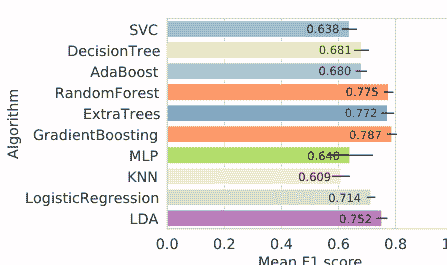 SVC 0.638
DecisionTree 0.681
AdaBoost 0.680
RandomForest 0.775
ExtraTrees 0.772
GradientBoosting 0.787
MLP
KNN 0.609
LogisticRegression 0.714
LDA 0.752
Algorithm
0.0 0.2 0.4 0.6 0.8 1
Mean F1 score